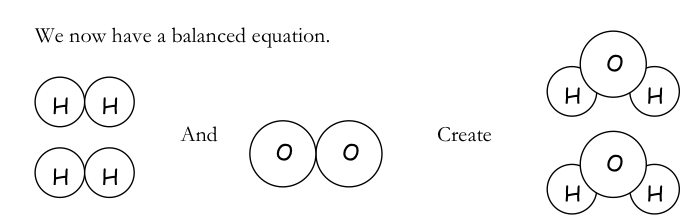 We now have a balanced equation.
H H
H H
And
O O
Create
O
H H
O
H H